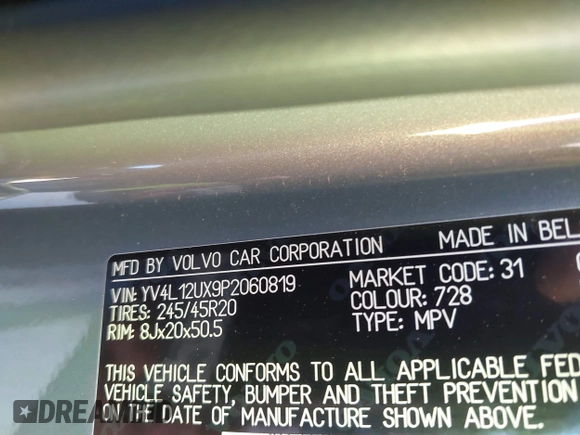 MFD BY VOLVO CAR CORPORATION MADE IN BEL
VIN: YV4L12UX9P2060819 MARKET CODE: 31
TIRES: 245/45R20 COLOUR: 728
RIM: 8Jx20x50.5 TYPE: MPV
THIS VEHICLE CONFORMS TO ALL APPLICABLE FED
VEHICLE SAFETY, BUMPER AND THEFT PREVENTION
ON THE DATE OF MANUFACTURE SHOWN ABOVE.